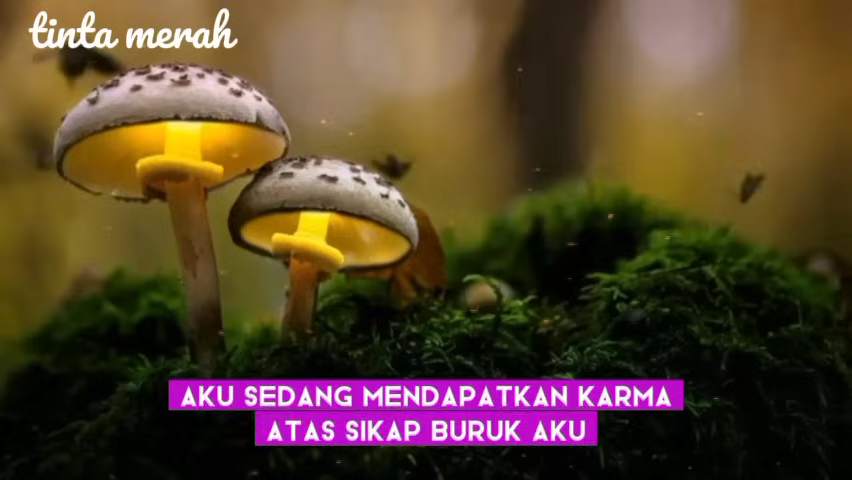 tinta merah
AKU SEDANG MENDAPATKAN KARMA
ATAS SIKAP BURUK AKU